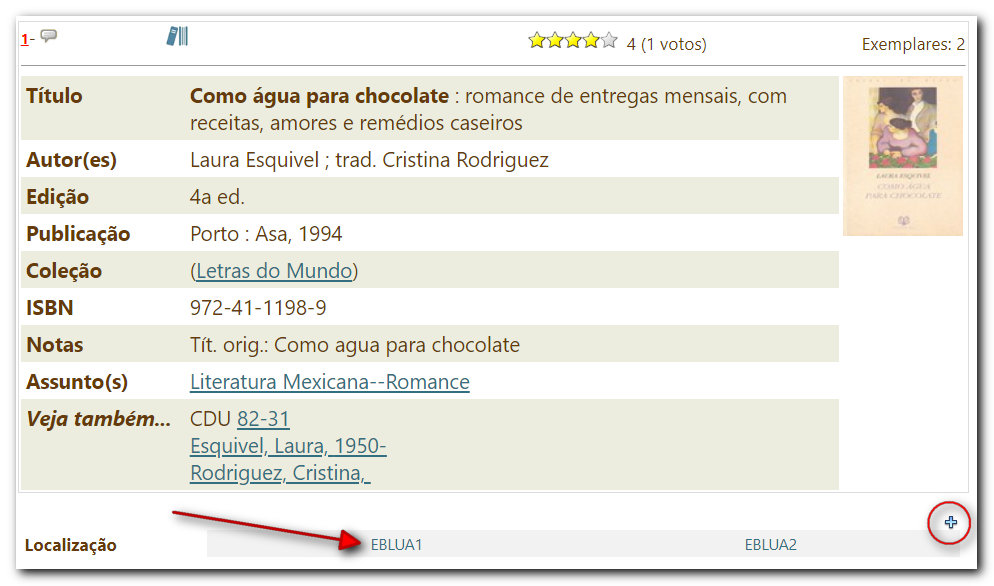 1-
4 (1 votos)
Exemplares: 2
Título Como água para chocolate : romance de entregas mensais, com
receitas, amores e remédios caseiros
Autor(es) Laura Esquivel ; trad. Cristina Rodriguez
Edição 4a ed.
Publicação Porto : Asa, 1994
Coleção (Letras do Mundo)
ISBN 972-41-1198-9
Notas Tít. orig.: Como agua para chocolate
Assunto(s) Literatura Mexicana--Romance
Veja também... CDU 82-31
Esquivel, Laura, 1950-
Rodriguez, Cristina,
LAURA ESQUIVEL
COMO ÁGUA
PARA CHOCOLATE
Localização EBLUA1 EBLUA2